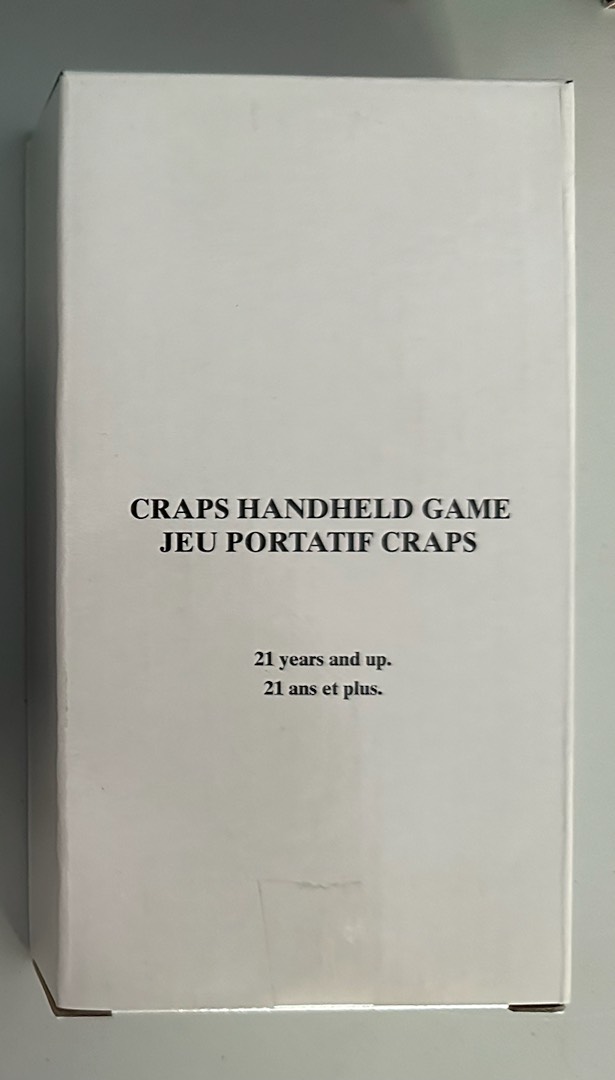 CRAPS HANDHELD GAME
JEU PORTATIF CRAPS
21 years and up.
21 ans et plus.